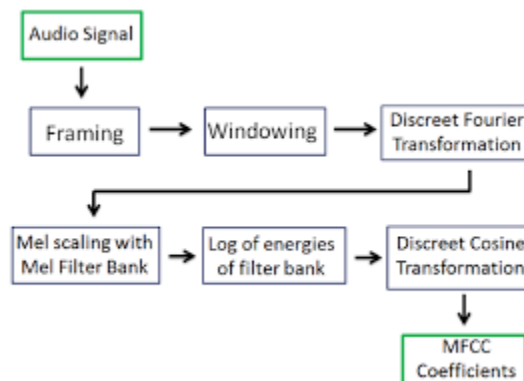 Audio Signal
Framing
Windowing
Discreet Fourier
Transformation
Mel scaling with
Mel Filter Bank
Log of energies
of filter bank
Discreet Cosine
Transformation
MFCC
Coefficients